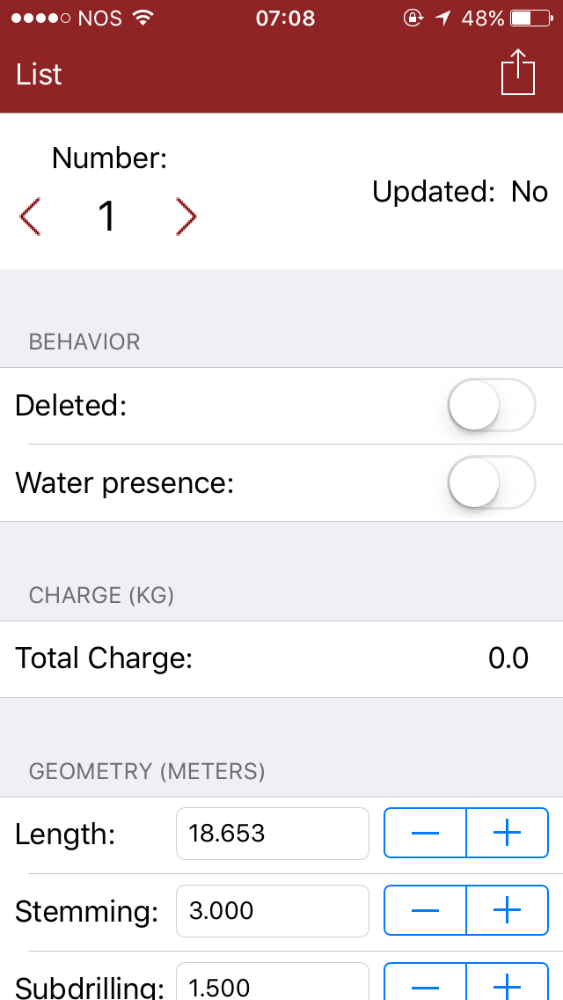 NOS 07:08 48%
List
Number:
1
Updated: No
BEHAVIOR
Deleted:
Water presence:
CHARGE (KG)
Total Charge: 0.0
GEOMETRY (METERS)
Length: 18.653
Stemming: 3.000
Subdrilling: 1.500